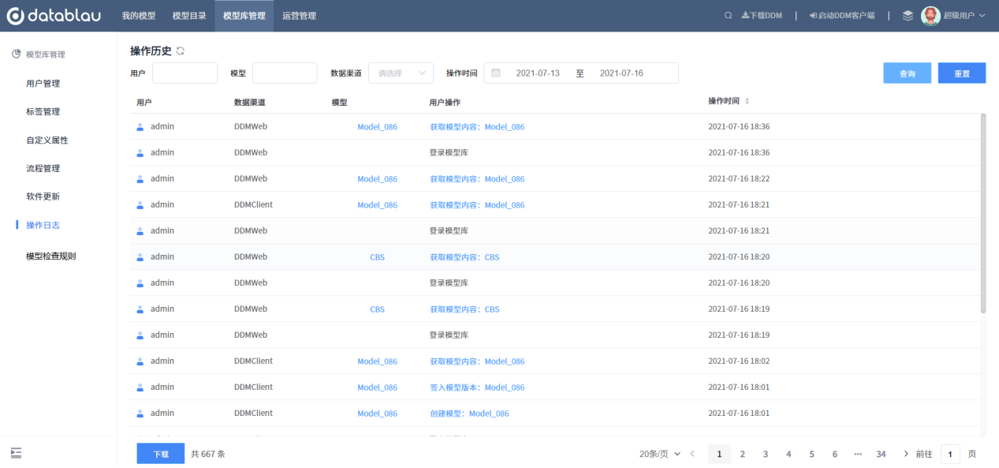 datablau 我的模型 模型目录 模型库管理 运营管理 下载DDM | 启动DDM客户端 | 超级用户
模型库管理
用户管理
标签管理
自定义属性
流程管理
软件更新
操作日志
模型检查规则
操作历史
用户 模型 数据渠道 请选择 操作时间 2021-07-13 至 2021-07-16 查询 重置
用户 数据渠道 模型 用户操作 操作时间
admin DDMWeb Model_086 获取模型内容：Model_086 2021-07-16 18:36
admin DDMWeb 登录模型库 2021-07-16 18:36
admin DDMWeb Model_086 获取模型内容：Model_086 2021-07-16 18:22
admin DDMClient Model_086 获取模型内容：Model_086 2021-07-16 18:21
admin DDMWeb 登录模型库 2021-07-16 18:21
admin DDMWeb CBS 获取模型内容：CBS 2021-07-16 18:20
admin DDMWeb 登录模型库 2021-07-16 18:20
admin DDMWeb CBS 获取模型内容：CBS 2021-07-16 18:19
admin DDMWeb 登录模型库 2021-07-16 18:19
admin DDMClient Model_086 获取模型内容：Model_086 2021-07-16 18:02
admin DDMClient Model_086 签入模型版本：Model_086 2021-07-16 18:01
admin DDMClient Model_086 创建模型：Model_086 2021-07-16 18:01
下载 共 667 条 20条/页 1 2 3 4 5 6 ··· 34 前往 1 页